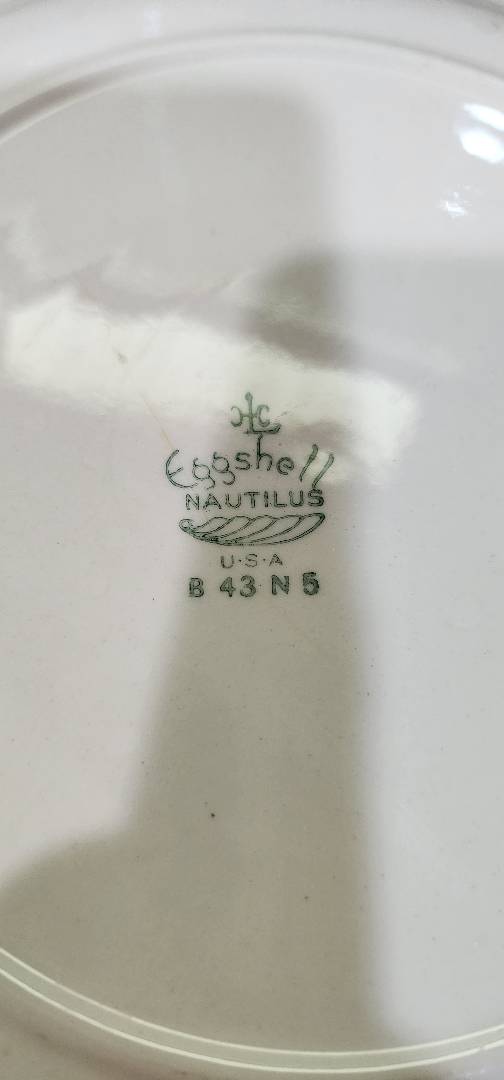 HLC
Eggshell
NAUTILUS
U·S·A
B 43 N 5